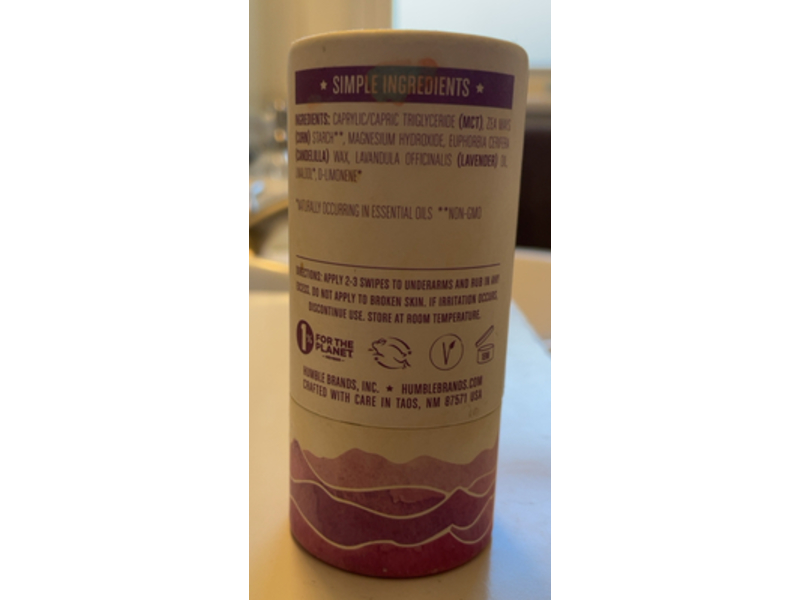 ★ SIMPLE INGREDIENTS ★
INGREDIENTS: CAPRYLIC/CAPRIC TRIGLYCERIDE (MCT), ZEA MAYS
(CORN) STARCH**, MAGNESIUM HYDROXIDE, EUPHORBIA CERIFERA
(CANDELILLA) WAX, LAVANDULA OFFICINALIS (LAVENDER) OIL,
LINALOOL*, D-LIMONENE*
*NATURALLY OCCURRING IN ESSENTIAL OILS **NON-GMO
DIRECTIONS: APPLY 2-3 SWIPES TO UNDERARMS AND RUB IN ANY
EXCESS. DO NOT APPLY TO BROKEN SKIN. IF IRRITATION OCCURS,
DISCONTINUE USE. STORE AT ROOM TEMPERATURE.
1% FOR THE
PLANET
HUMBLE BRANDS, INC. ★ HUMBLEBRANDS.COM
CRAFTED WITH CARE IN TAOS, NM 87571 USA